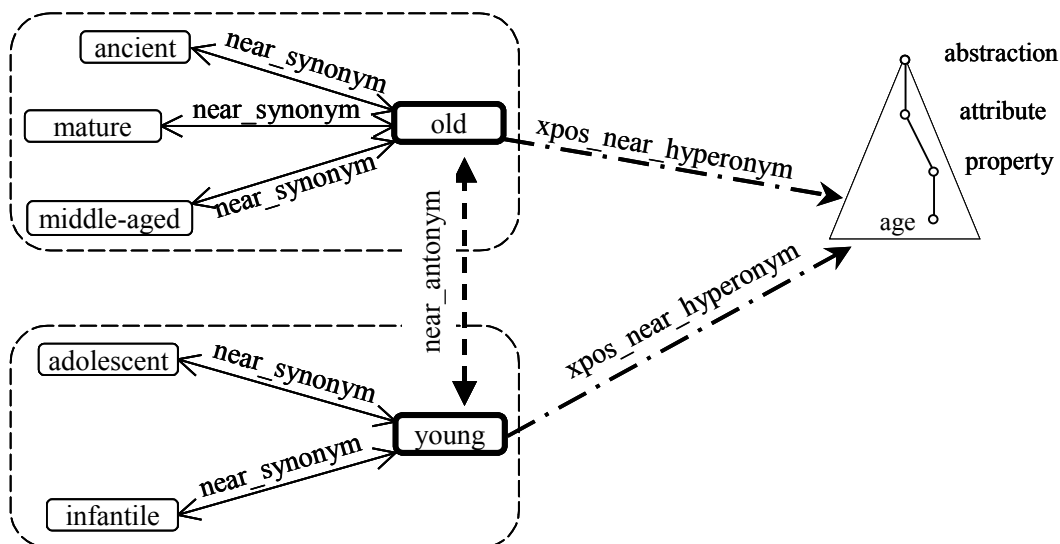 ancient
near_synonym
abstraction
mature
near_synonym
old
attribute
xpos_near_hyperonym
property
near_synonym
middle-aged
age
near_antonym
xpos_near_hyperonym
adolescent
near_synonym
young
near_synonym
infantile